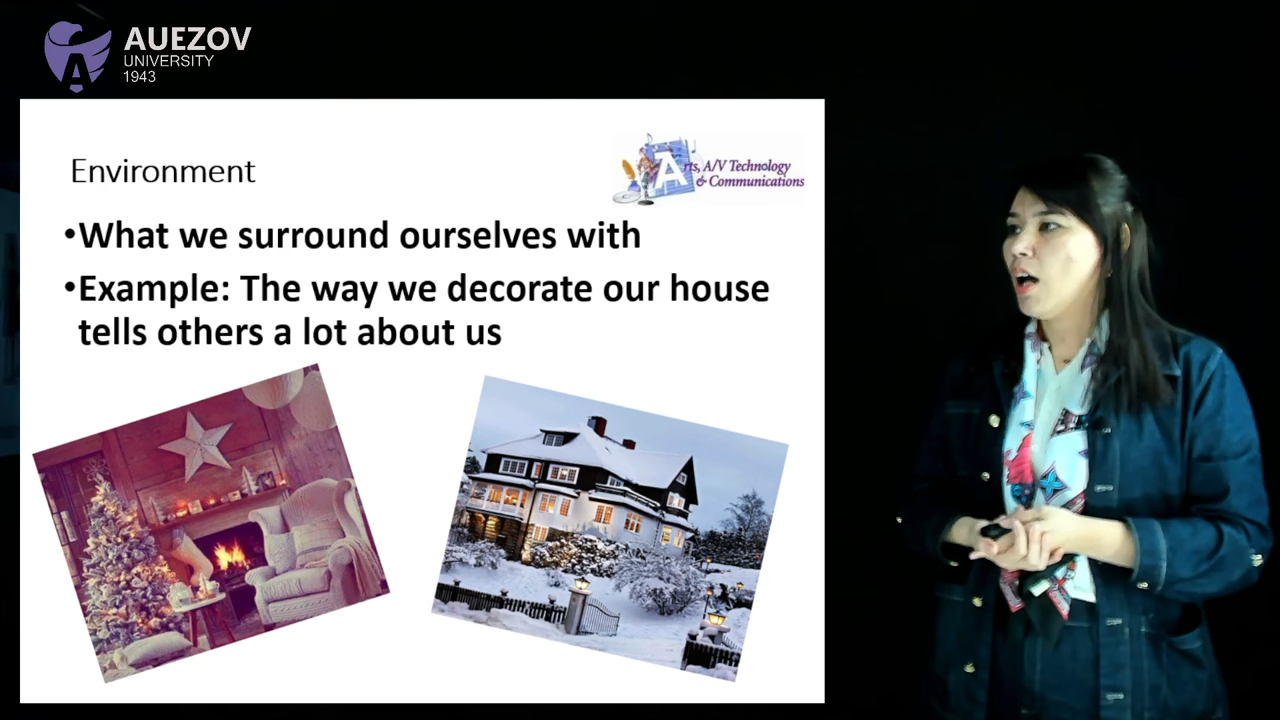 AUEZOV
UNIVERSITY
1943
Environment
Arts, A/V Technology
& Communications
•What we surround ourselves with
•Example: The way we decorate our house
tells others a lot about us